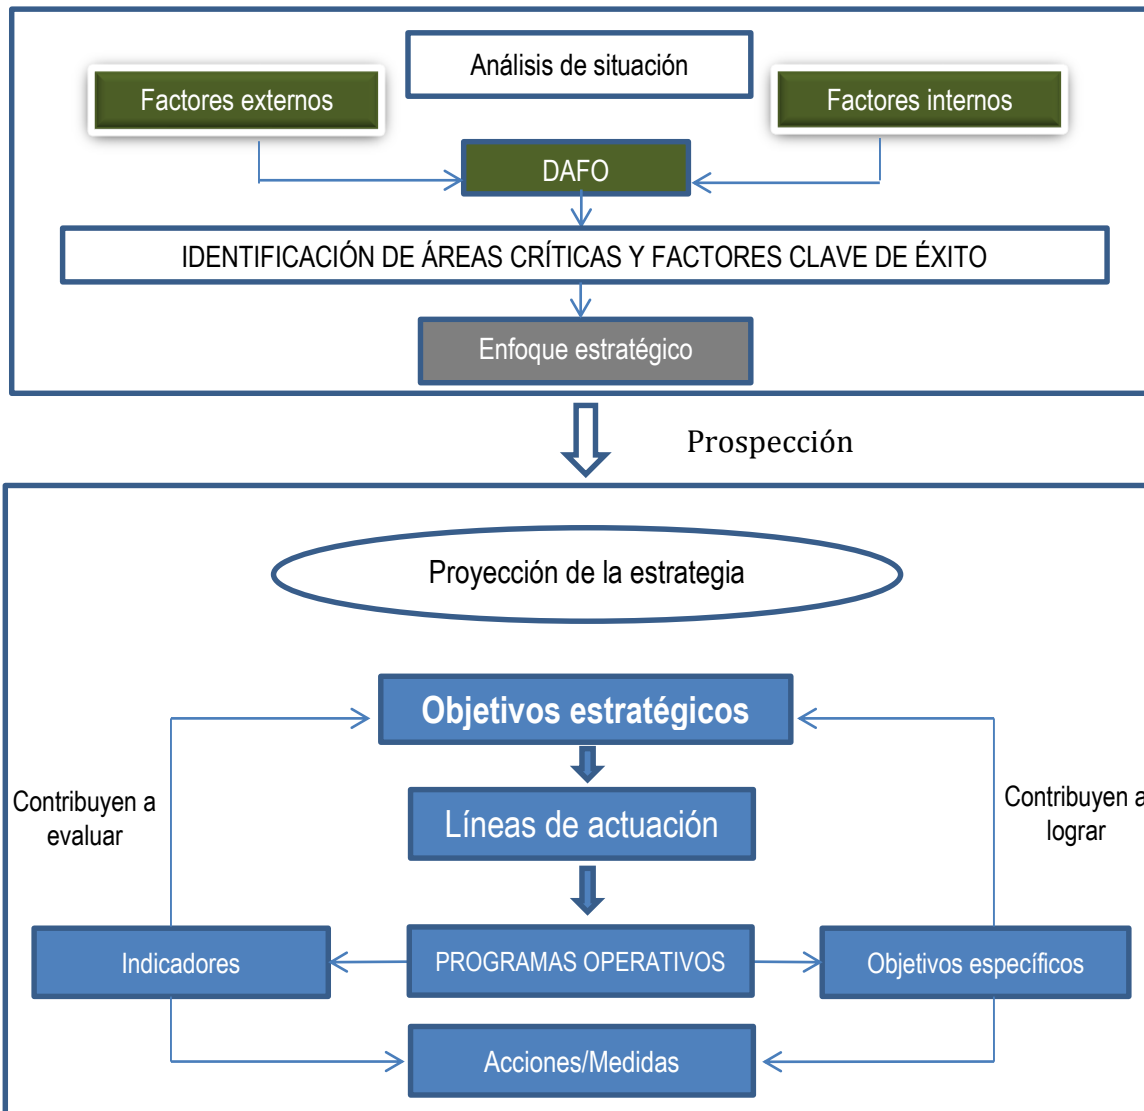 Análisis de situación
Factores externos
Factores internos
DAFO
IDENTIFICACIÓN DE ÁREAS CRÍTICAS Y FACTORES CLAVE DE ÉXITO
Enfoque estratégico
Prospección
Proyección de la estrategia
Objetivos estratégicos
Contribuyen a
evaluar
Líneas de actuación
Contribuyen a
lograr
Indicadores
PROGRAMAS OPERATIVOS
Objetivos específicos
Acciones/Medidas